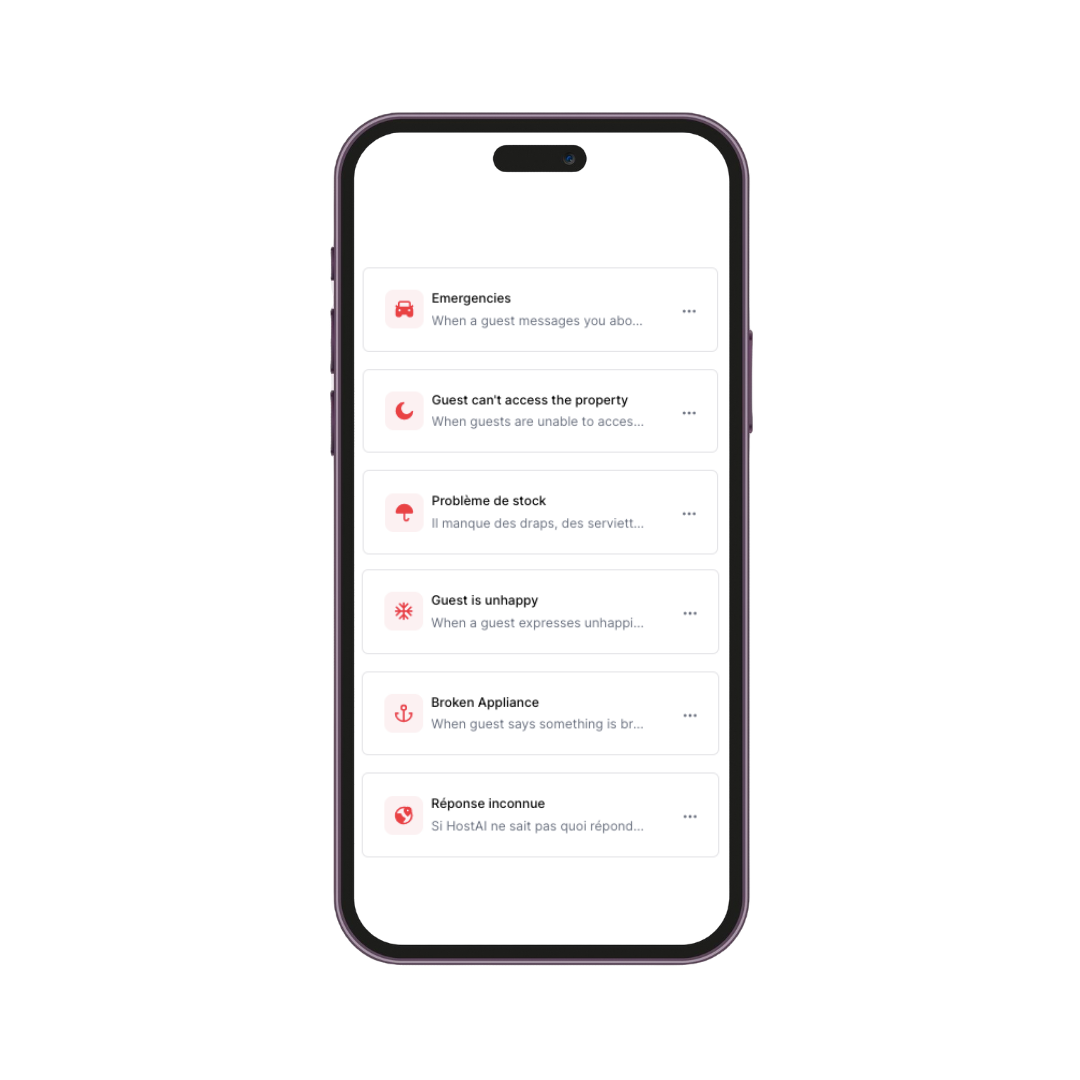 Emergencies
When a guest messages you abo...
Guest can't access the property
When guests are unable to acces...
Problème de stock
Il manque des draps, des serviett...
Guest is unhappy
When a guest expresses unhappi...
Broken Appliance
When guest says something is br...
Réponse inconnue
Si HostAI ne sait pas quoi répond...